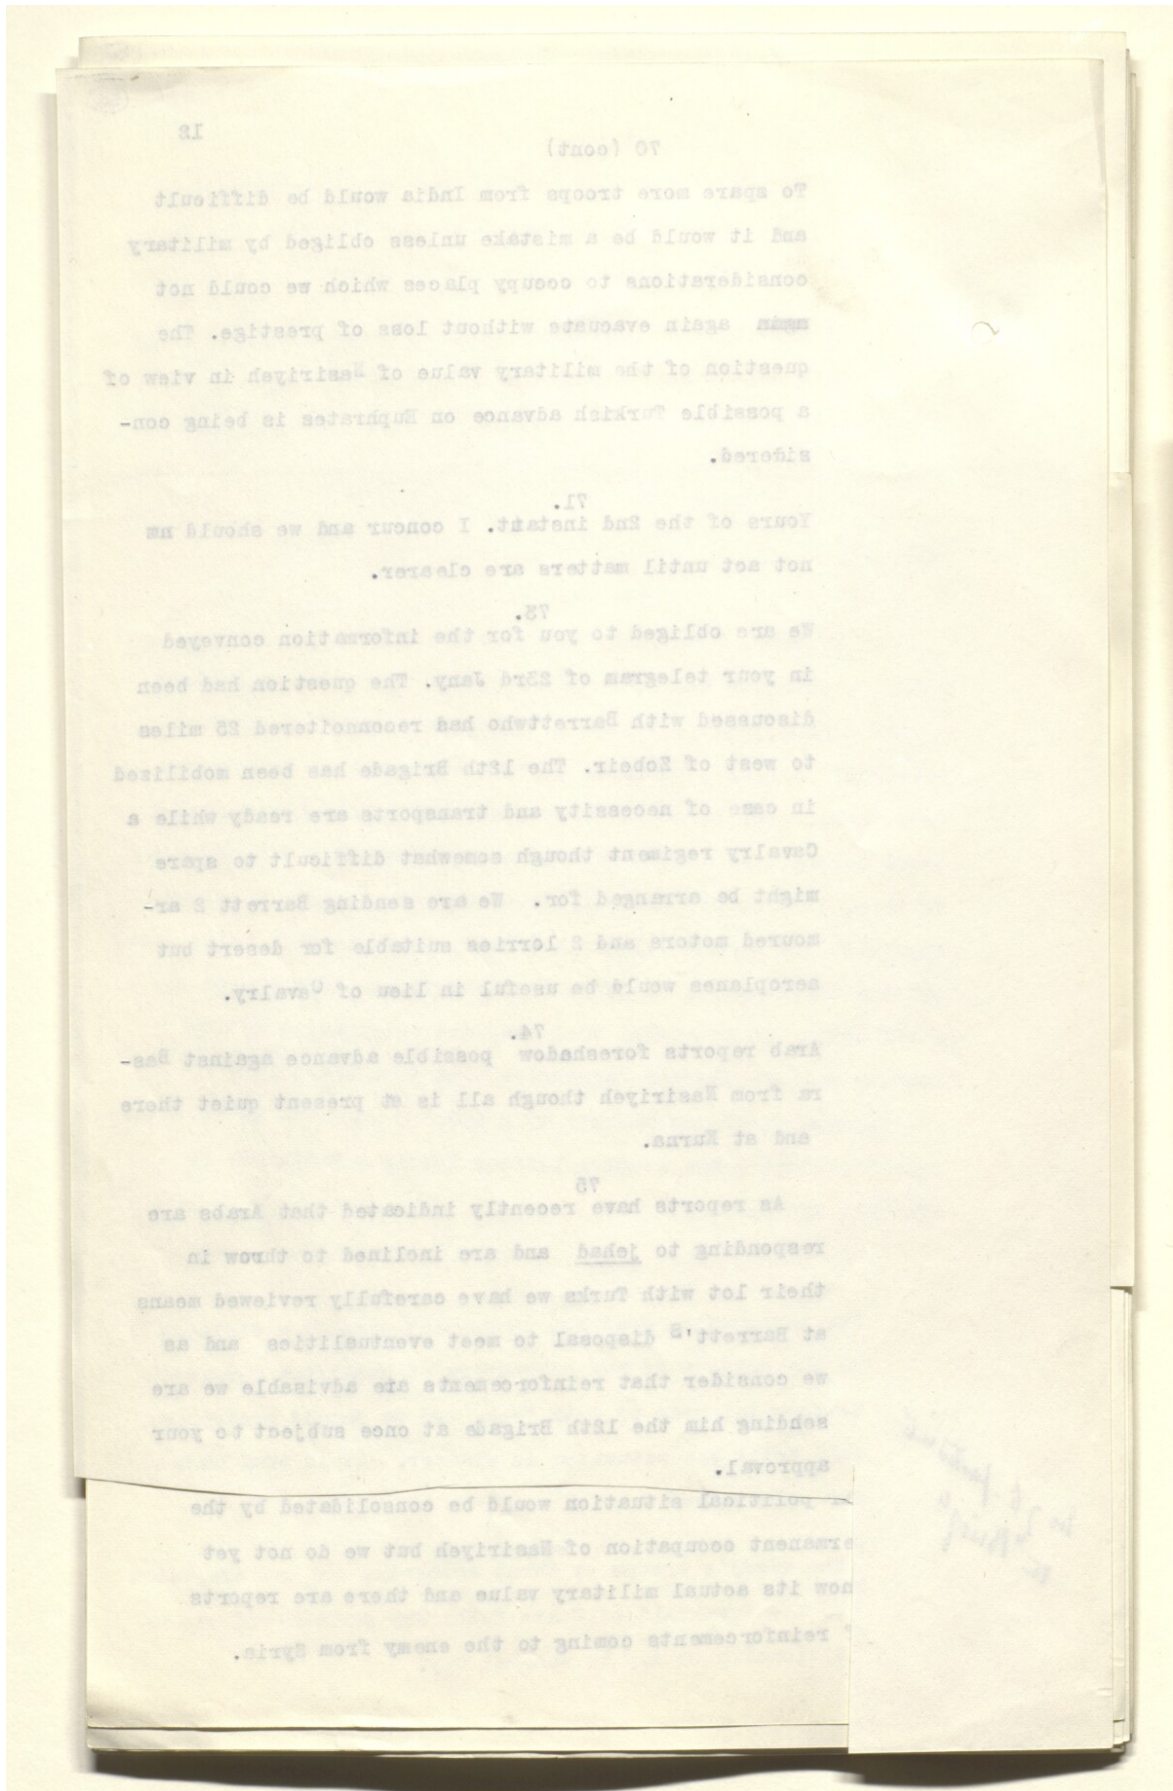 12
70 (cont)
To spare more troops from India would be difficult
and it would be a mistake unless obliged by military
considerations to occupy places which we could not
again again evacuate without loss of prestige. The
question of the military value of Nasiriyeh in view of
a possible Turkish advance on Euphrates is being con-
sidered.
71.
Yours of the 2nd instant. I concur and we should nm
not act until matters are clearer.
73.
We are obliged to you for the information conveyed
in your telegram of 23rd Jany. The question had been
discussed with Barrettwho had reconnoitered 25 miles
to west of Zobeir. The 12th Brigade has been mobilized
in case of necessity and transports are ready while a
Cavalry regiment though somewhat difficult to spare
might be arranged for. We are sending Barrett 2 ar-
moured motors and 2 lorries suitable for desert but
aeroplanes would be useful in lieu of Cavalry.
74.
Arab reports foreshadow possible advance against Bas-
ra from Nasiriyeh though all is at present quiet there
and at Kurna.
75
As reports have recently indicated that Arabs are
responding to jehad and are inclined to throw in
their lot with Turks we have carefully reviewed means
at Barrett's disposal to meet eventualities and as
we consider that reinforcements are advisable we are
sending him the 12th Brigade at once subject to your
approval.
political situation would be consolidated by the
ermanent occupation of Nasiriyeh but we do not yet
now its actual military value and there are reports
reinforcements coming to the enemy from Syria.